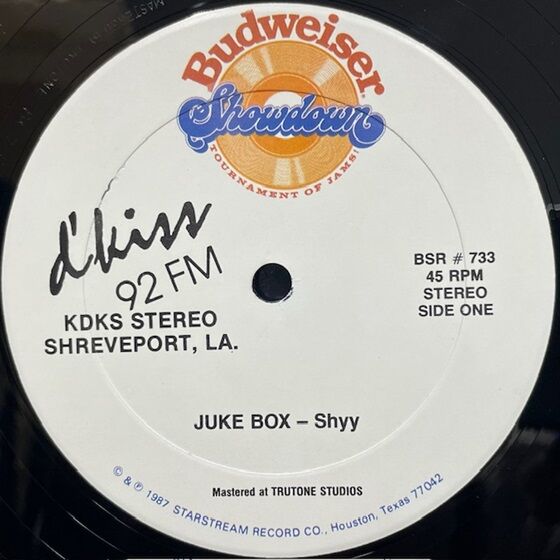 Budweiser
Showdown
TOURNAMENT OF JAMS!
d'kiss
92 FM
KDKS STEREO
SHREVEPORT, LA.
BSR # 733
45 RPM
STEREO
SIDE ONE
JUKE BOX – Shyy
Mastered at TRUTONE STUDIOS
© & ℗ 1987 STARSTREAM RECORD CO., Houston, Texas 77042